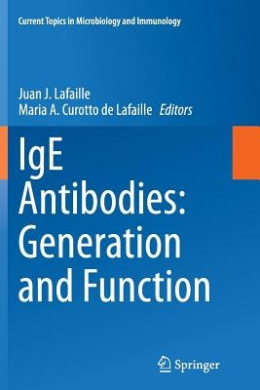 Current Topics in Microbiology and Immunology
Juan J. Lafaille
Maria A. Curotto de Lafaille Editors
IgE
Antibodies:
Generation
and Function
Springer